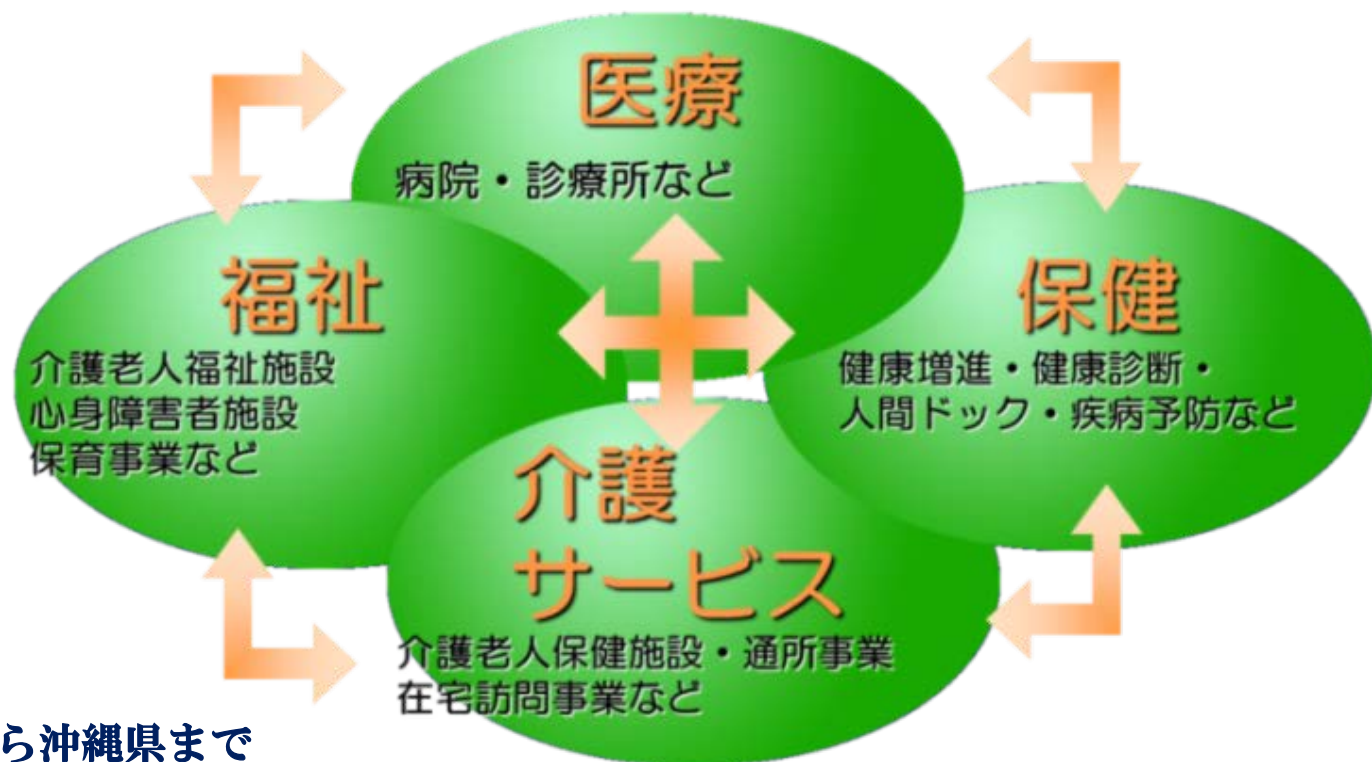 医療
病院・診療所など
福祉
介護老人福祉施設
心身障害者施設
保育事業など
保健
健康増進・健康診断・
人間ドック・疾病予防など
介護
サービス
介護老人保健施設・通所事業
在宅訪問事業など
ら沖縄県まで